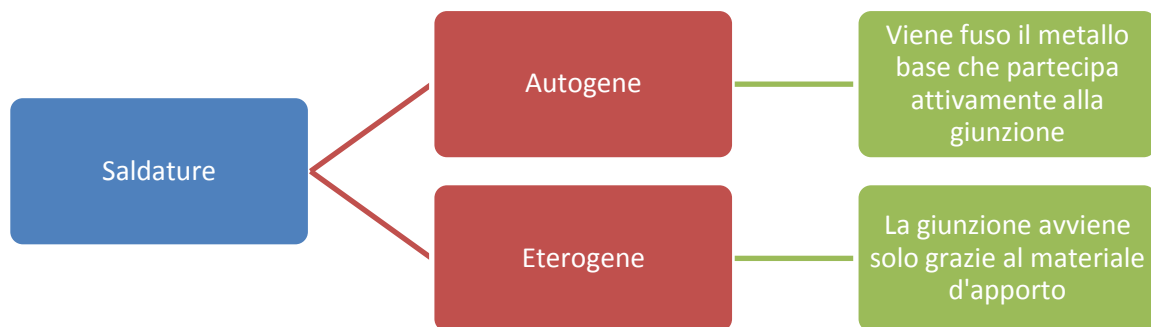 Saldature
Autogene
Viene fuso il metallo
base che partecipa
attivamente alla
giunzione
Eterogene
La giunzione avviene
solo grazie al materiale
d'apporto